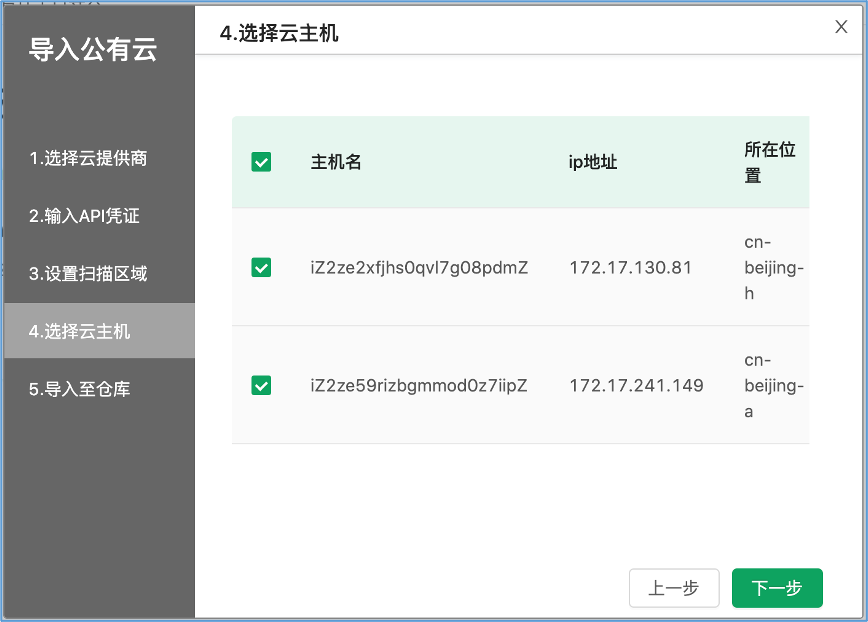 导入公有云
1.选择云提供商
2.输入API凭证
3.设置扫描区域
4.选择云主机
5.导入至仓库
4.选择云主机
主机名
ip地址
所在位
置
iZ2ze2xfjhs0qvl7g08pdmZ
172.17.130.81
cn-
beijing-
h
iZ2ze59rizbgmmod0z7iipZ
172.17.241.149
cn-
beijing-
a
上一步
下一步